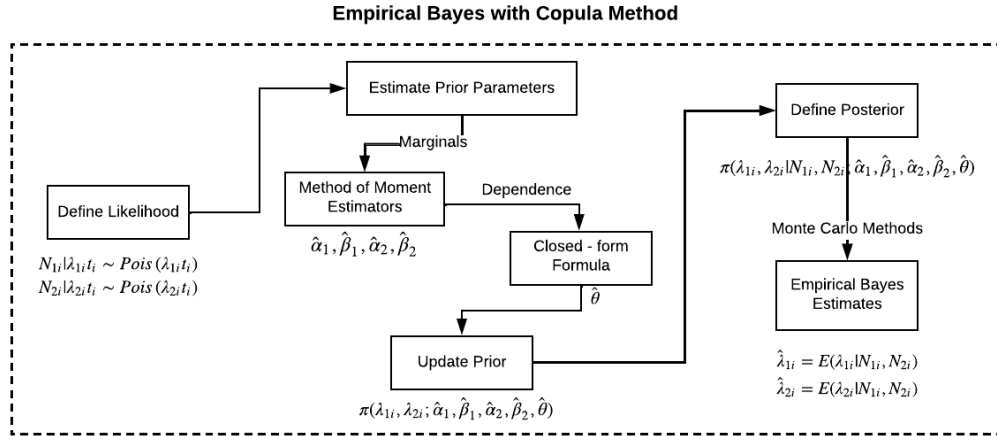 Empirical Bayes with Copula Method
Estimate Prior Parameters
Marginals
Define Likelihood
N₁ᵢ|λ₁ᵢtᵢ ~ Pois(λ₁ᵢtᵢ)
N₂ᵢ|λ₂ᵢtᵢ ~ Pois(λ₂ᵢtᵢ)
Method of Moment
Estimators
α̂₁, β̂₁, α̂₂, β̂₂
Dependence
Closed - form
Formula
θ̂
Update Prior
π(λ₁ᵢ, λ₂ᵢ; α̂₁, β̂₁, α̂₂, β̂₂, θ̂)
Define Posterior
π(λ₁ᵢ, λ₂ᵢ|N₁ᵢ, N₂ᵢ; α̂₁, β̂₁, α̂₂, β̂₂, θ̂)
Monte Carlo Methods
Empirical Bayes
Estimates
λ̂₁ᵢ = E(λ₁ᵢ|N₁ᵢ, N₂ᵢ)
λ̂₂ᵢ = E(λ₂ᵢ|N₁ᵢ, N₂ᵢ)